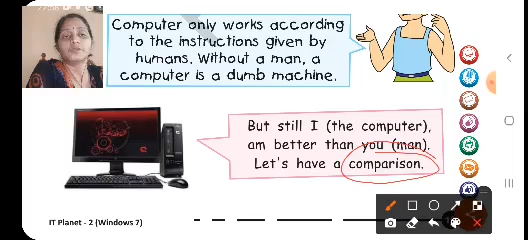 Computer only works according
to the instructions given by
humans. Without a man, a
computer is a dumb machine.
But still I (the computer),
am better than you (man).
Let's have a comparison.
IT Planet - 2 (Windows 7)